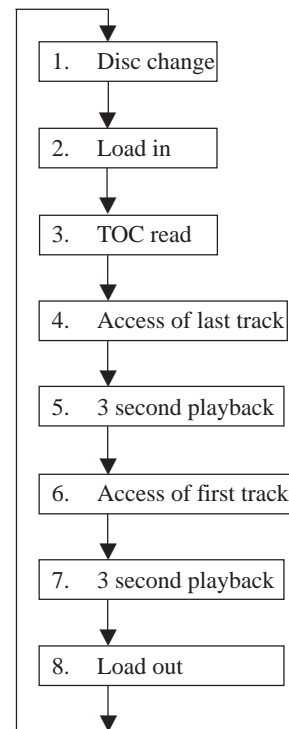 1. Disc change
2. Load in
3. TOC read
4. Access of last track
5. 3 second playback
6. Access of first track
7. 3 second playback
8. Load out